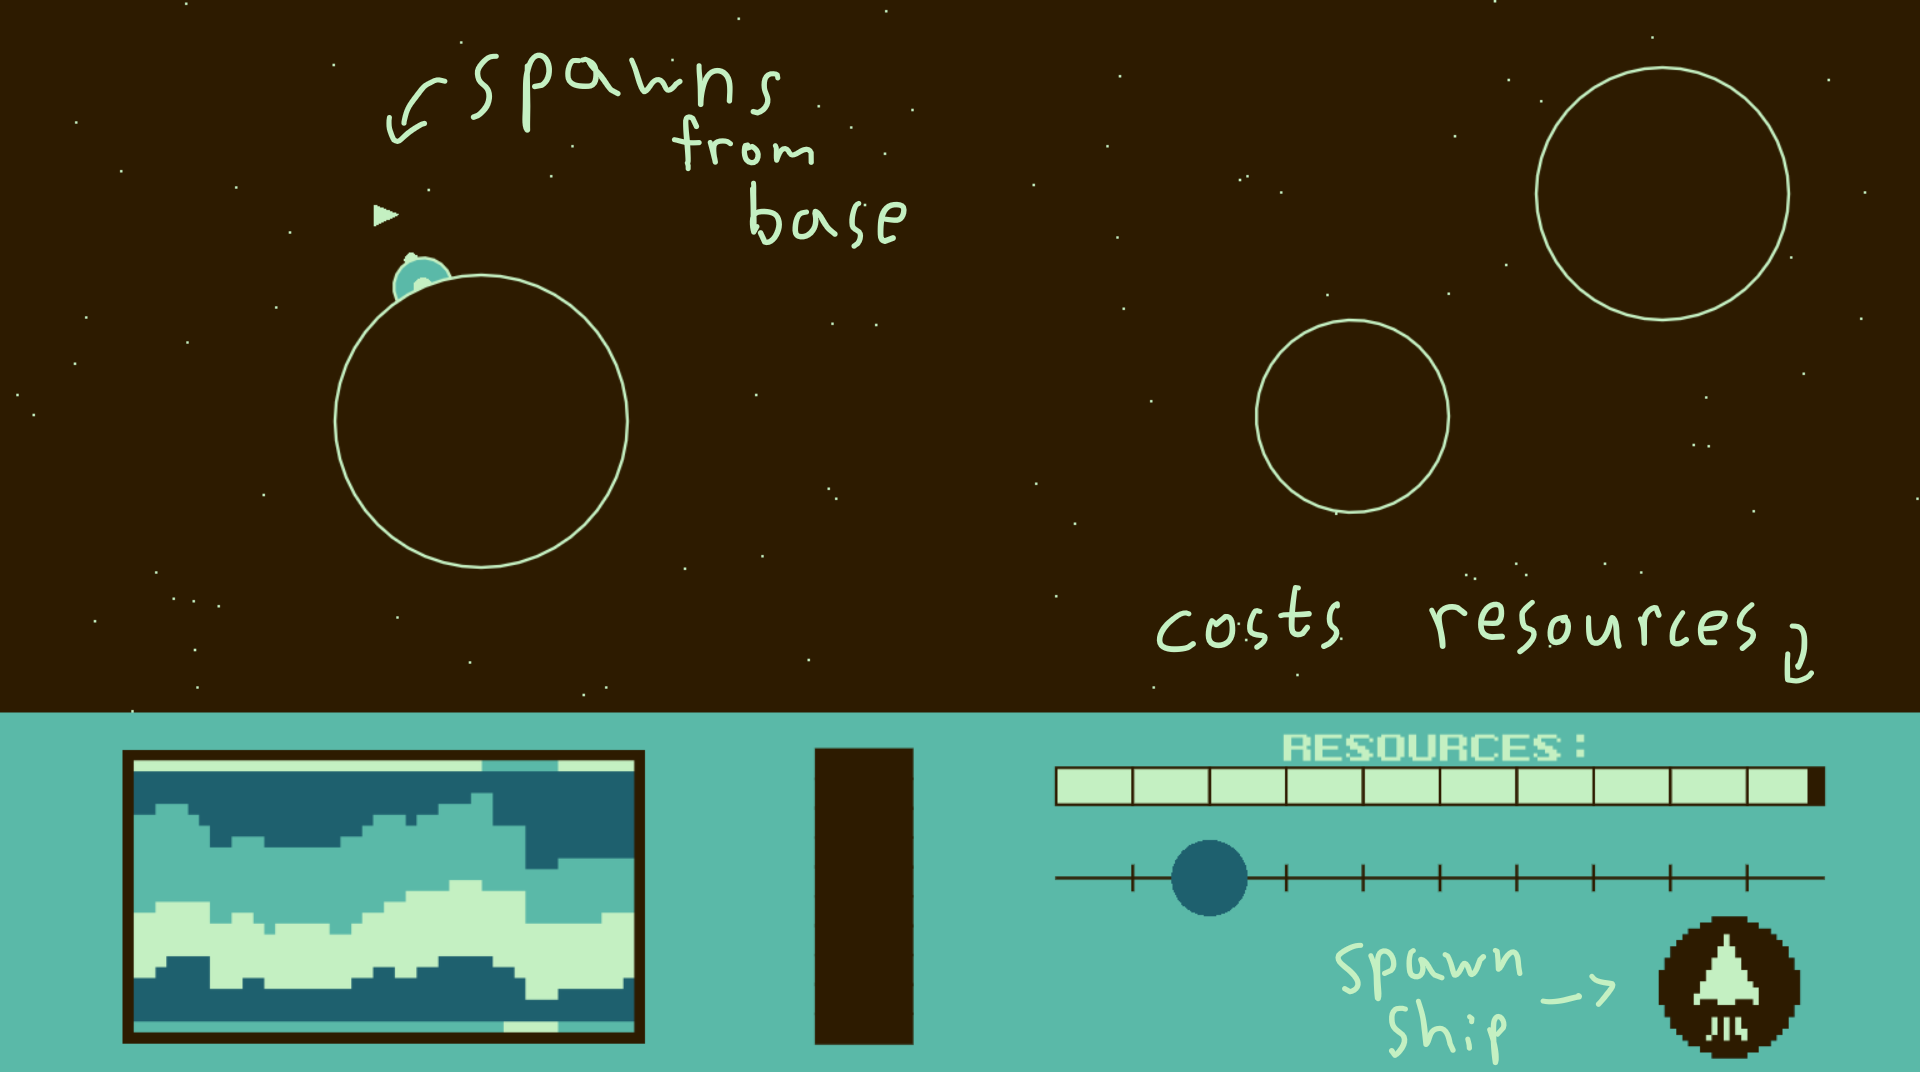 spawns
from
base
costs resources
RESOURCES:
spawn
ship